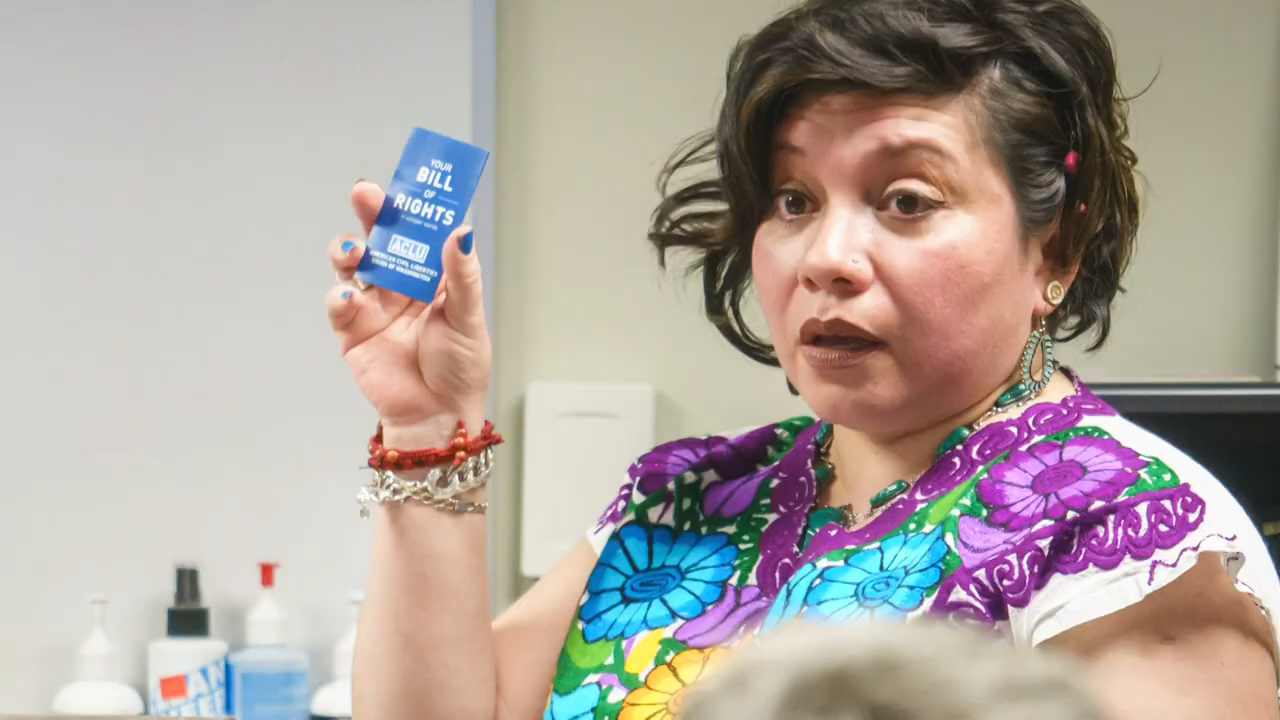 YOUR
BILL
OF
RIGHTS
ACLU
AMERICAN CIVIL LIBERTIES
UNION OF WASHINGTON